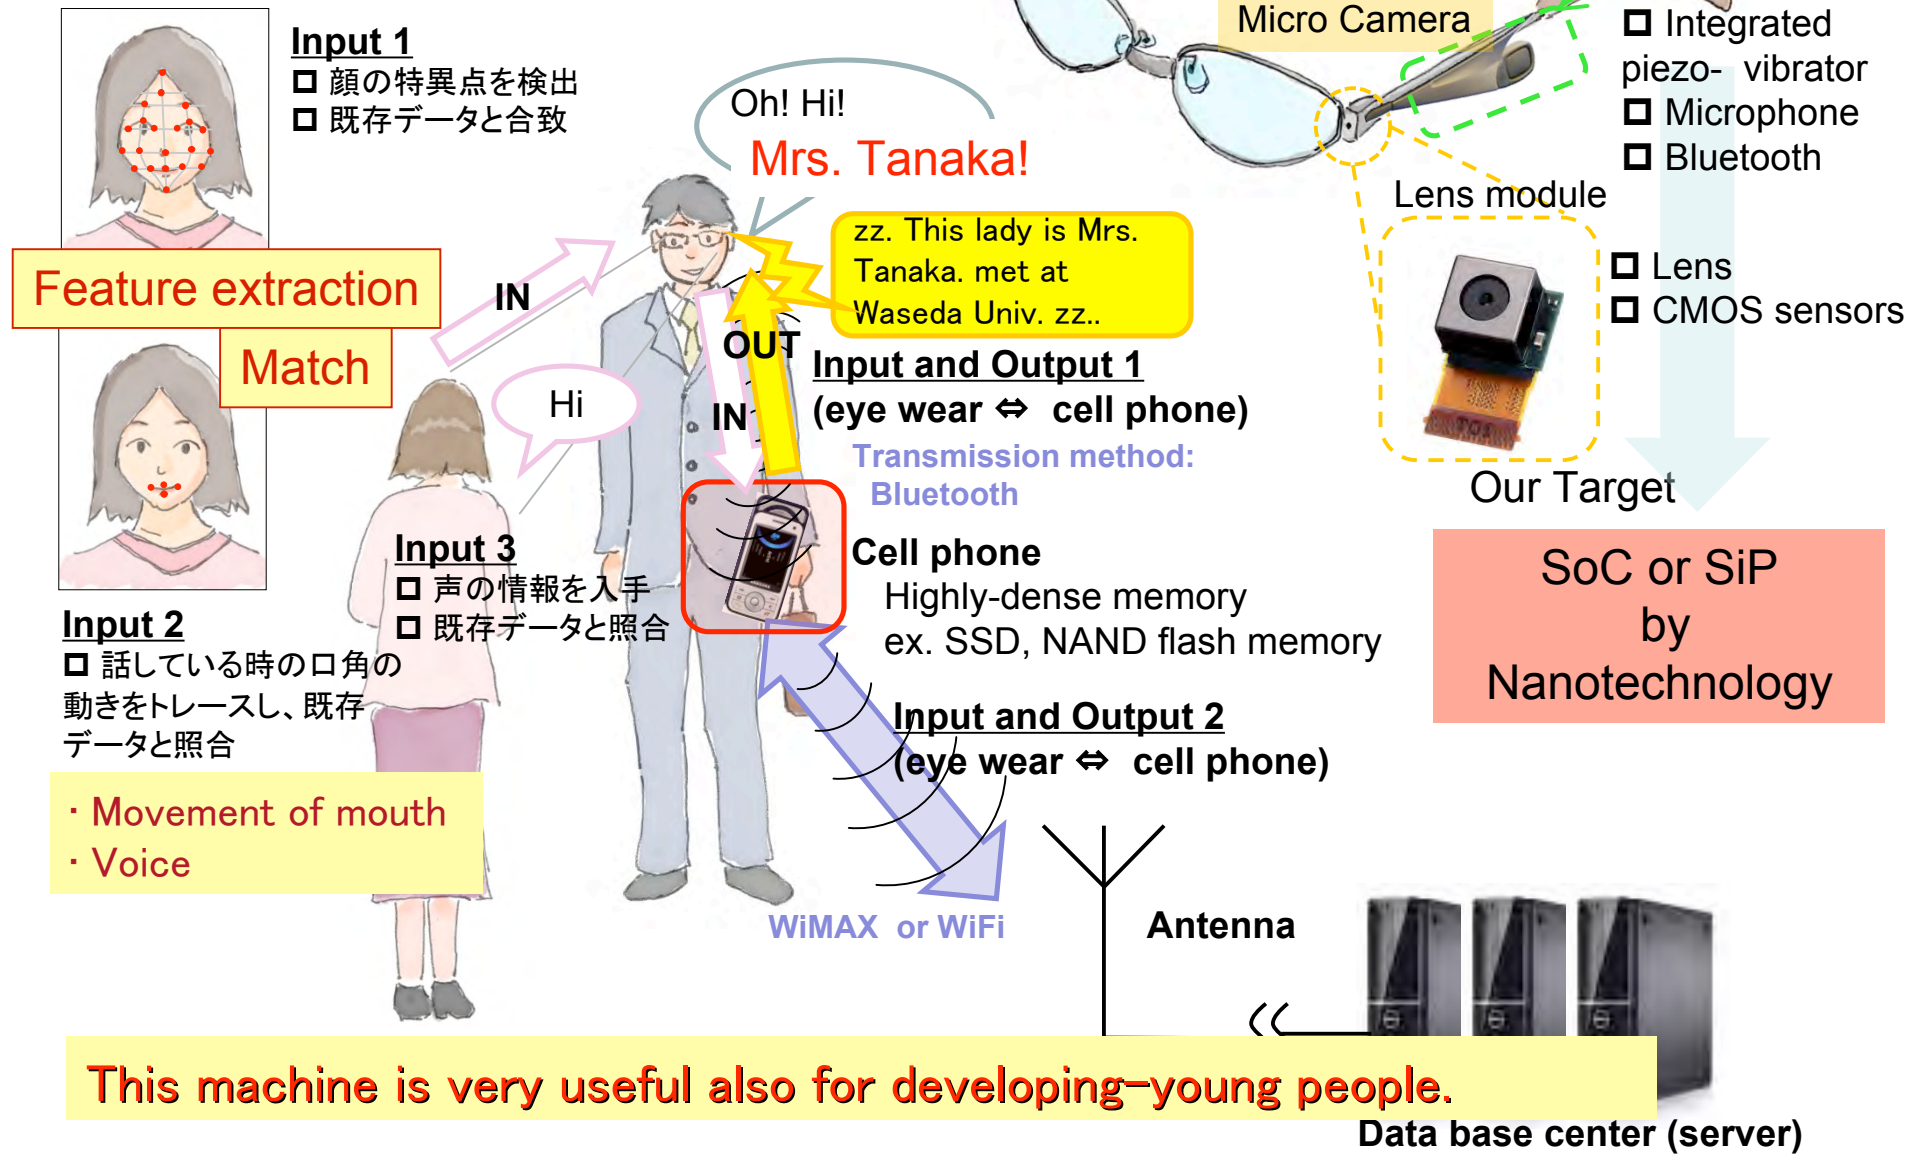 Input 1
顔の特異点を検出
既存データと合致
Feature extraction
Match
Input 2
話している時の口角の
動きをトレースし、既存
データと照合
・Movement of mouth
・Voice
IN
Hi
Input 3
声の情報を入手
既存データと照合
Oh! Hi!
Mrs. Tanaka!
zz. This lady is Mrs.
Tanaka. met at
Waseda Univ. zz..
OUT
IN
Input and Output 1
(eye wear ⇔ cell phone)
Transmission method:
Bluetooth
Cell phone
Highly-dense memory
ex. SSD, NAND flash memory
Input and Output 2
(eye wear ⇔ cell phone)
WiMAX or WiFi
Antenna
Micro Camera
Integrated
piezo- vibrator
Microphone
Bluetooth
Lens module
Lens
CMOS sensors
Our Target
SoC or SiP
by
Nanotechnology
This machine is very useful also for developing-young people.
Data base center (server)